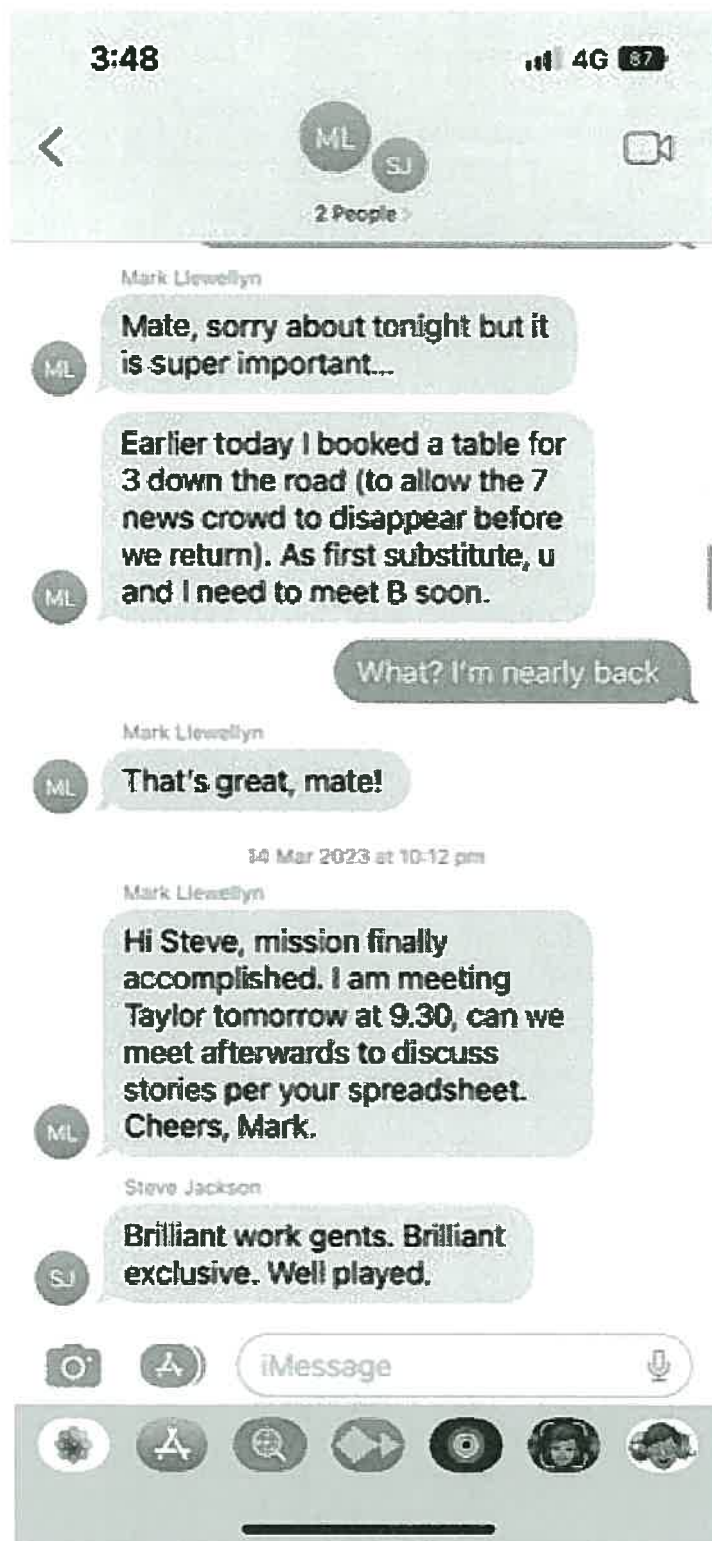 3:48
4G 87
ML
SJ
2 People
Mark Llewellyn
Mate, sorry about tonight but it
is super important...
ML
Earlier today I booked a table for
3 down the road (to allow the 7
news crowd to disappear before
we return). As first substitute, u
and I need to meet B soon.
ML
What? I'm nearly back
Mark Llewellyn
That's great, mate!
ML
14 Mar 2023 at 10:12 pm
Mark Llewellyn
Hi Steve, mission finally
accomplished. I am meeting
Taylor tomorrow at 9.30, can we
meet afterwards to discuss
stories per your spreadsheet.
Cheers, Mark.
ML
Steve Jackson
Brilliant work gents. Brilliant
exclusive. Well played.
SJ
iMessage